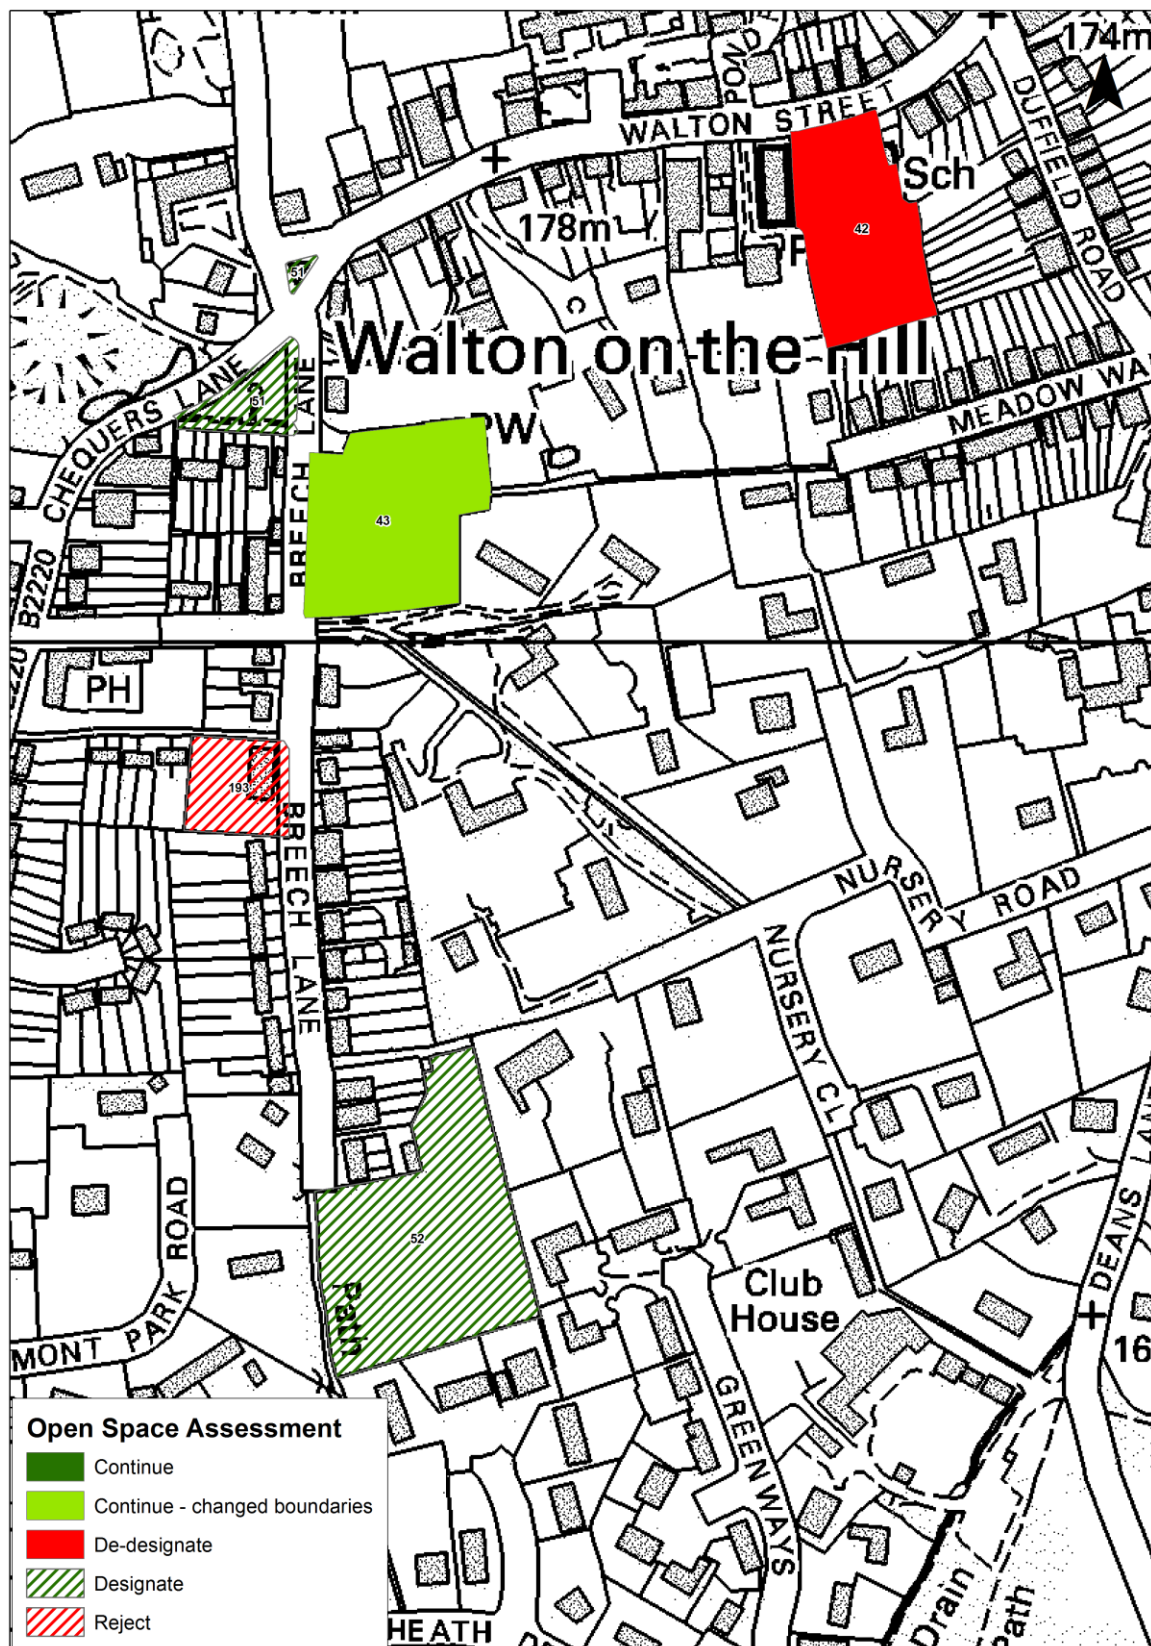 174m
WALTON STREET
POND
DUFFIELD ROAD
Sch
178m
42
51
Walton on the Hill
CHEQUERS LANE
51
BREECH LANE
PW
MEADOW WA
43
B2220
PH
193
BREECH LANE
NURSERY ROAD
NURSERY CL
DEANS LANE
ROAD
52
Path
MONT PARK
Club
House
16
GREENWAYS
Drain
Path
HEATH
Open Space Assessment
Continue
Continue - changed boundaries
De-designate
Designate
Reject